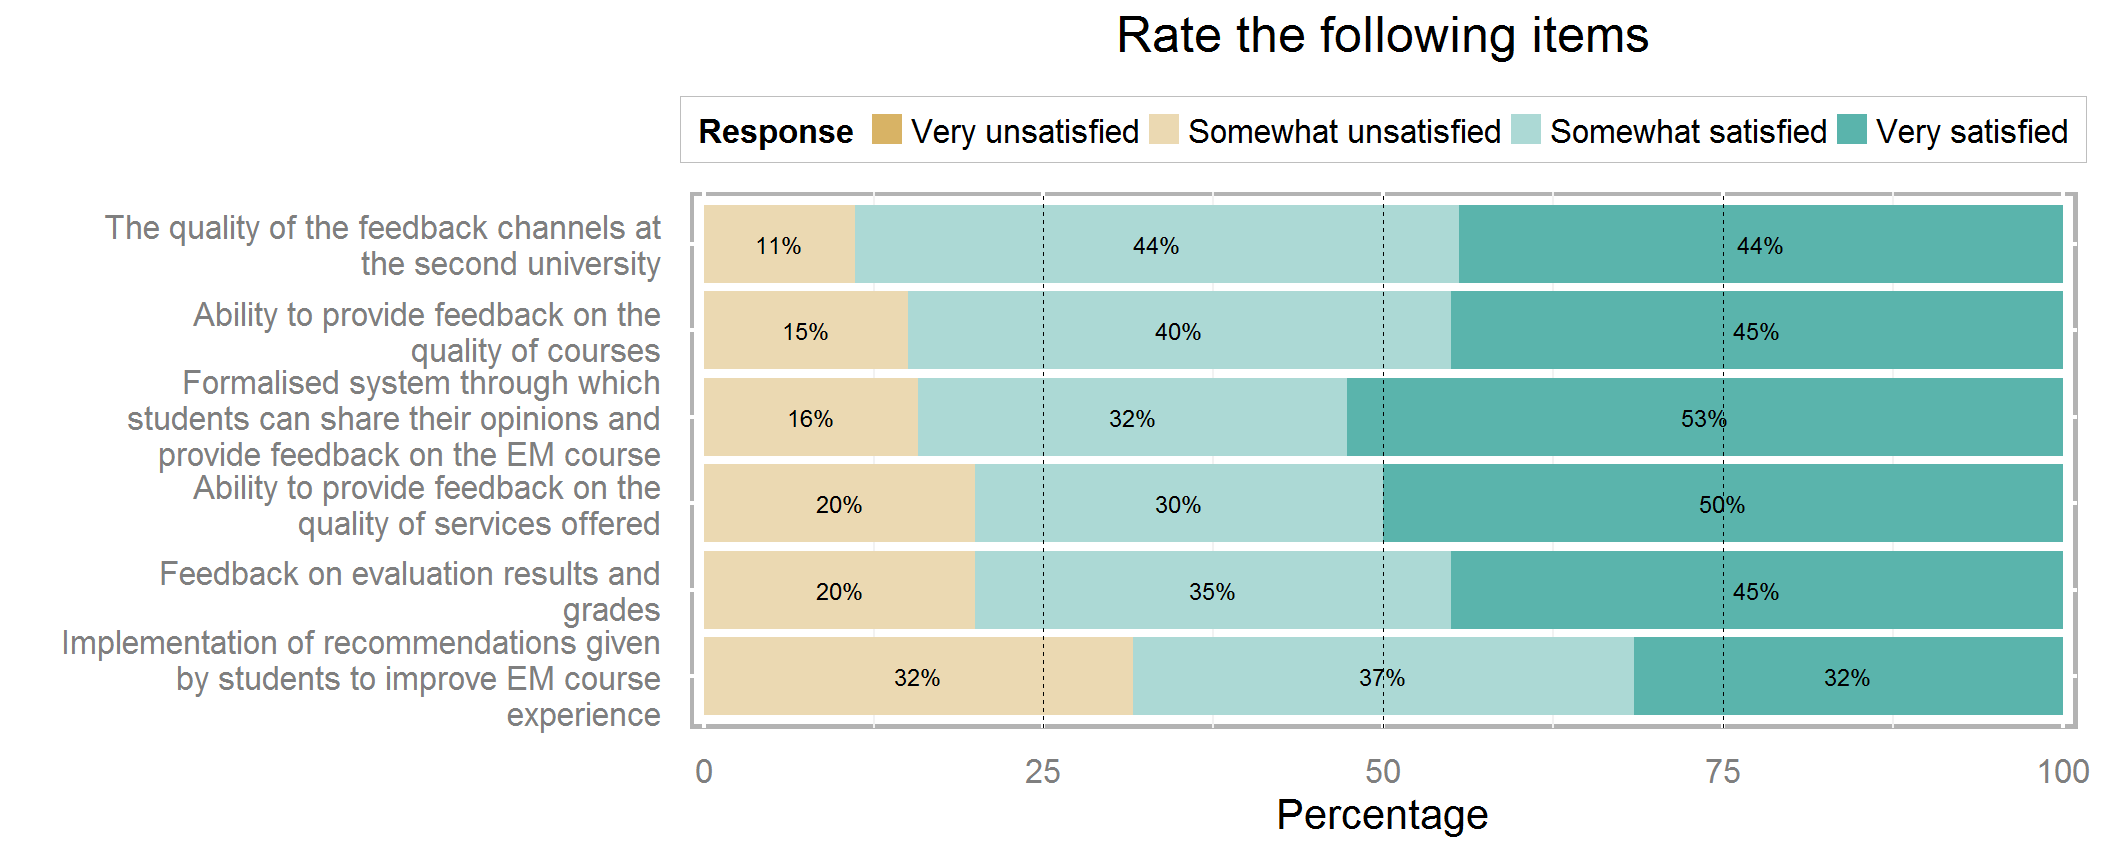 Rate the following items
Response Very unsatisfied Somewhat unsatisfied Somewhat satisfied Very satisfied
The quality of the feedback channels at
the second university
11% 44% 44%
Ability to provide feedback on the
quality of courses
15% 40% 45%
Formalised system through which
students can share their opinions and
provide feedback on the EM course
16% 32% 53%
Ability to provide feedback on the
quality of services offered
20% 30% 50%
Feedback on evaluation results and
grades
20% 35% 45%
Implementation of recommendations given
by students to improve EM course
experience
32% 37% 32%
0 25 50 75 100
Percentage